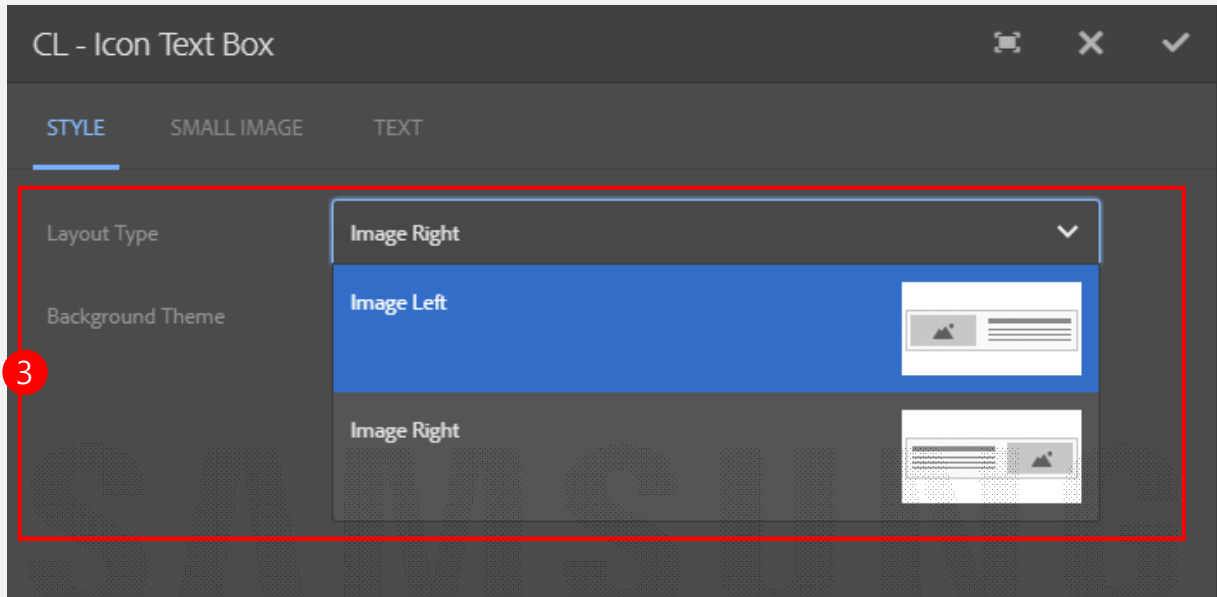 CL - Icon Text Box
STYLE SMALL IMAGE TEXT
Layout Type Image Right
Image Left
Background Theme
3
Image Right
SAMSUNG